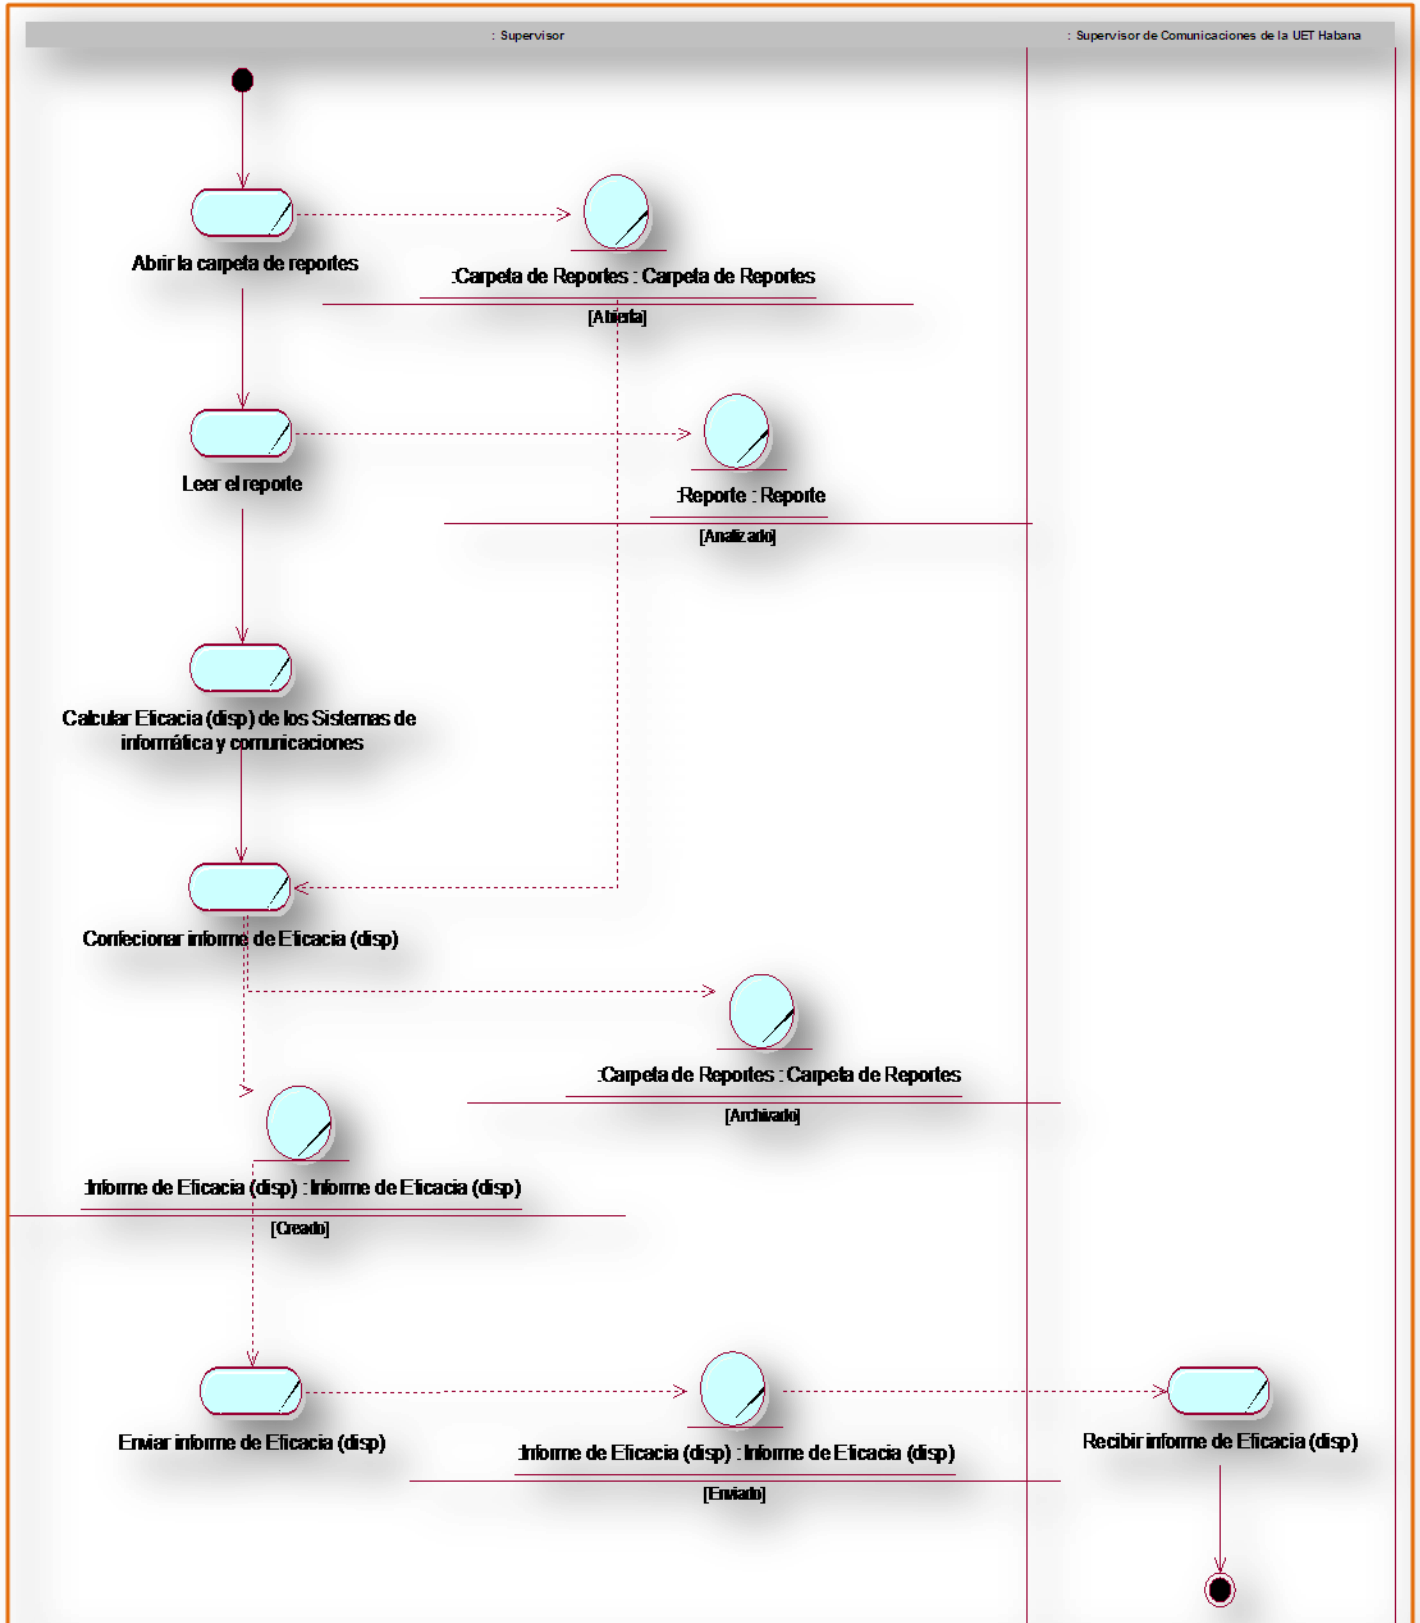 : Supervisor
: Supervisor de Comunicaciones de la UET Habana
Abrir la carpeta de reportes
:Carpeta de Reportes : Carpeta de Reportes
[Abierta]
Leer el reporte
:Reporte : Reporte
[Analizado]
Calcular Eficacia (disp) de los Sistemas de
informática y comunicaciones
Confecionar informe de Eficacia (disp)
:Carpeta de Reportes : Carpeta de Reportes
[Archivado]
:Informe de Eficacia (disp) : Informe de Eficacia (disp)
[Creado]
Enviar informe de Eficacia (disp)
:Informe de Eficacia (disp) : Informe de Eficacia (disp)
[Enviado]
Recibir informe de Eficacia (disp)